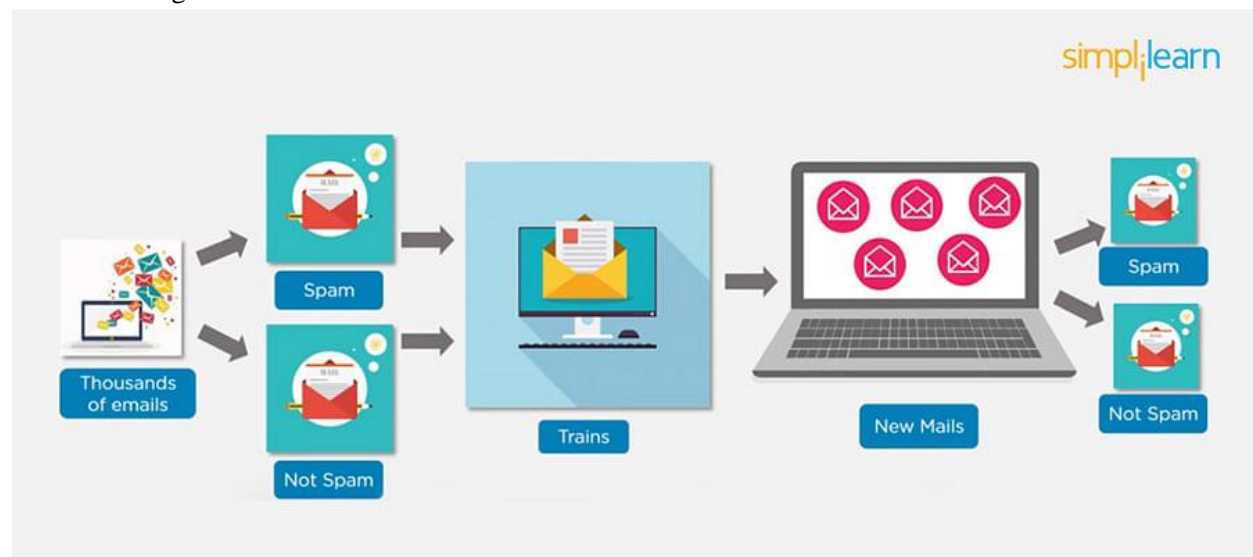 simplilearn
Spam
Thousands
of emails
Not Spam
Trains
New Mails
Spam
Not Spam